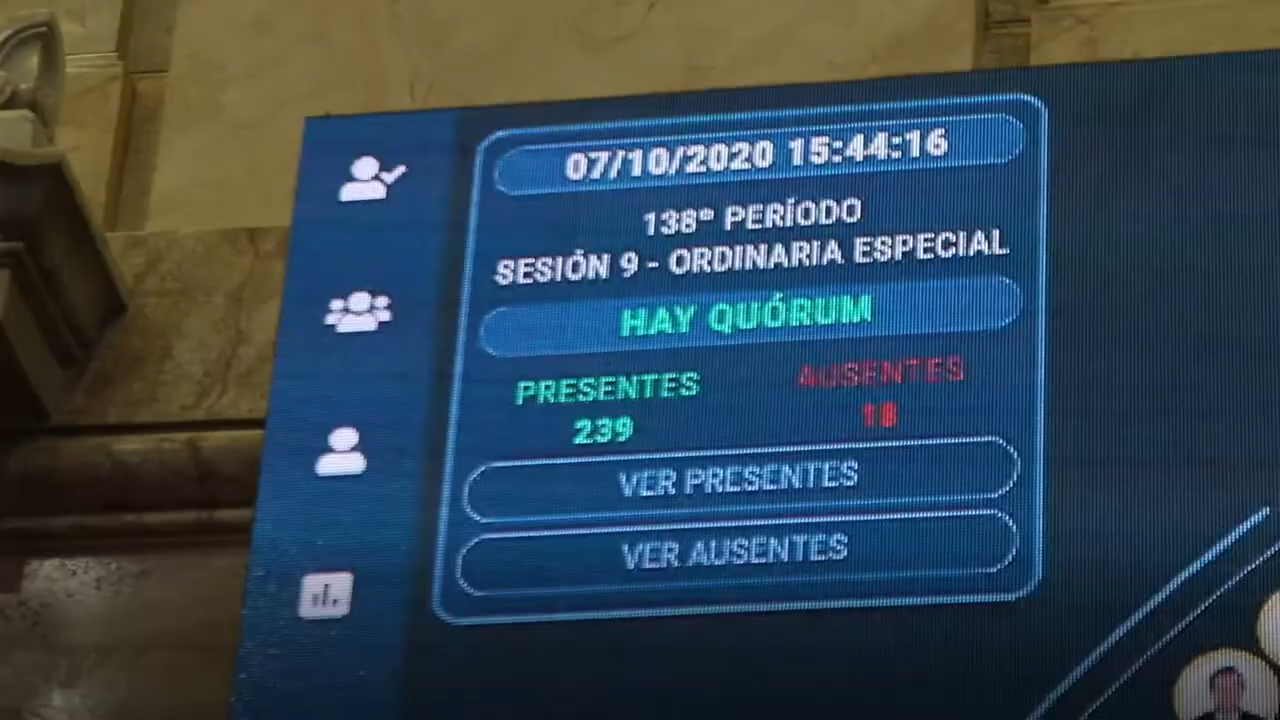 07/10/2020 15:44:16
138º PERÍODO
SESIÓN 9 - ORDINARIA ESPECIAL
HAY QUÓRUM
PRESENTES AUSENTES
239 18
VER PRESENTES
VER AUSENTES